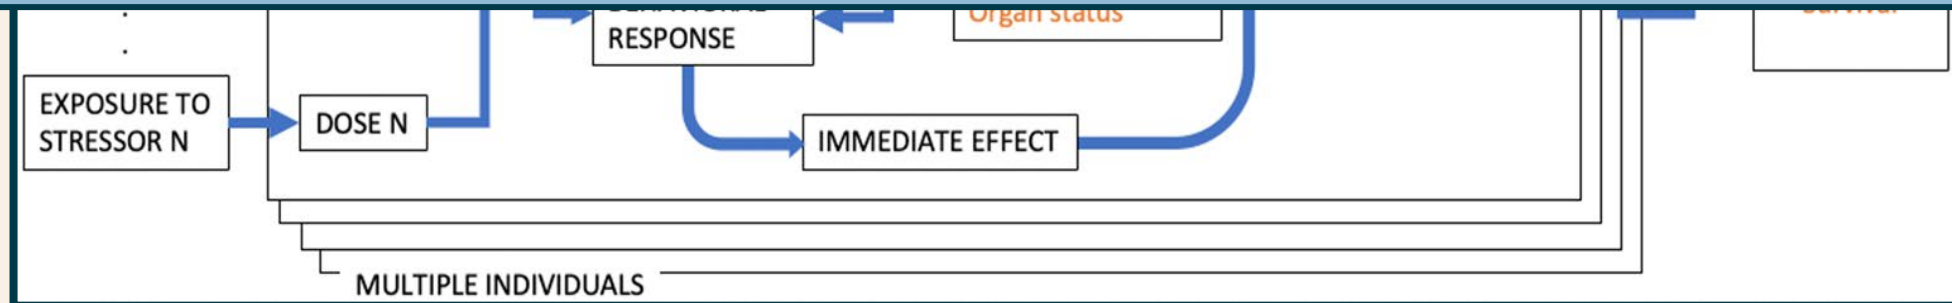 Organ status
RESPONSE
EXPOSURE TO
STRESSOR N
DOSE N
IMMEDIATE EFFECT
MULTIPLE INDIVIDUALS